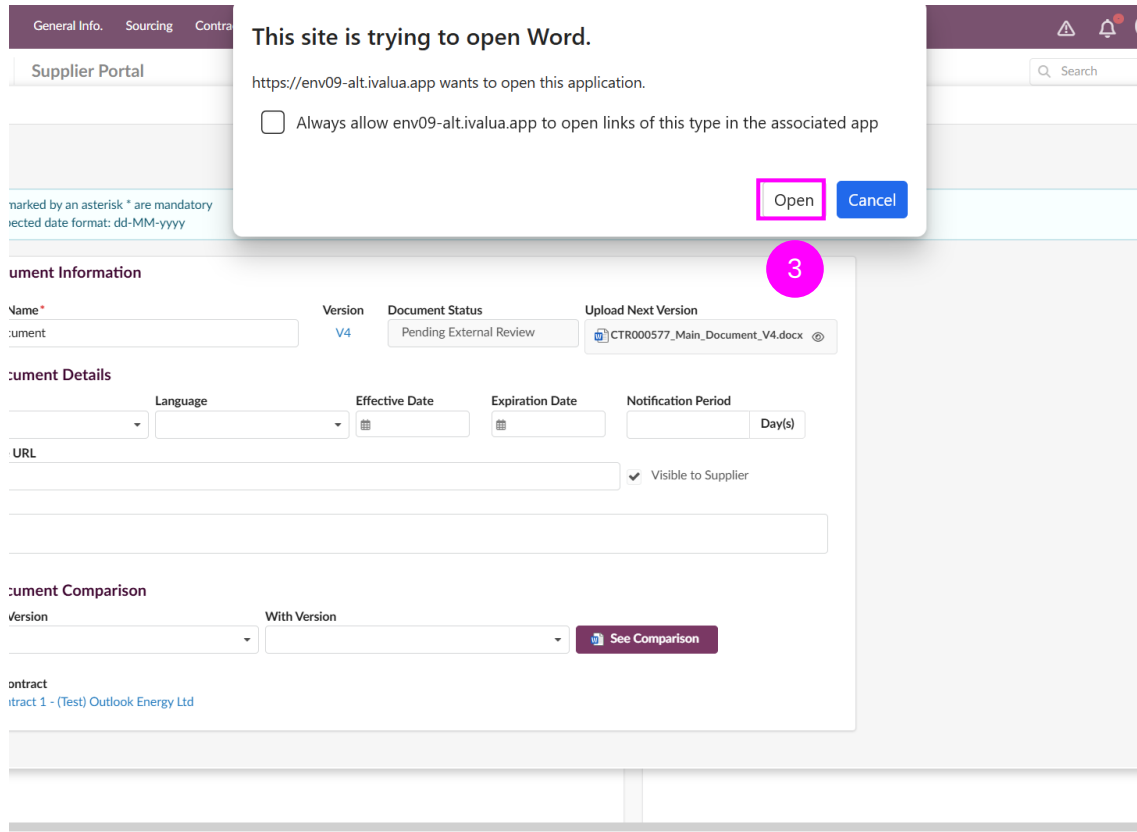 General Info. Sourcing Contra
This site is trying to open Word.
Supplier Portal
Search
https://env09-alt.ivalua.app wants to open this application.
Always allow env09-alt.ivalua.app to open links of this type in the associated app
Open Cancel
marked by an asterisk * are mandatory
ected date format: dd-MM-yyyy
3
ument Information
Name* Version Document Status Upload Next Version
cument V4 Pending External Review CTR000577_Main_Document_V4.docx
cument Details
Language Effective Date Expiration Date Notification Period
Day(s)
URL
Visible to Supplier
cument Comparison
Version With Version
See Comparison
ontract
ntract 1 - (Test) Outlook Energy Ltd